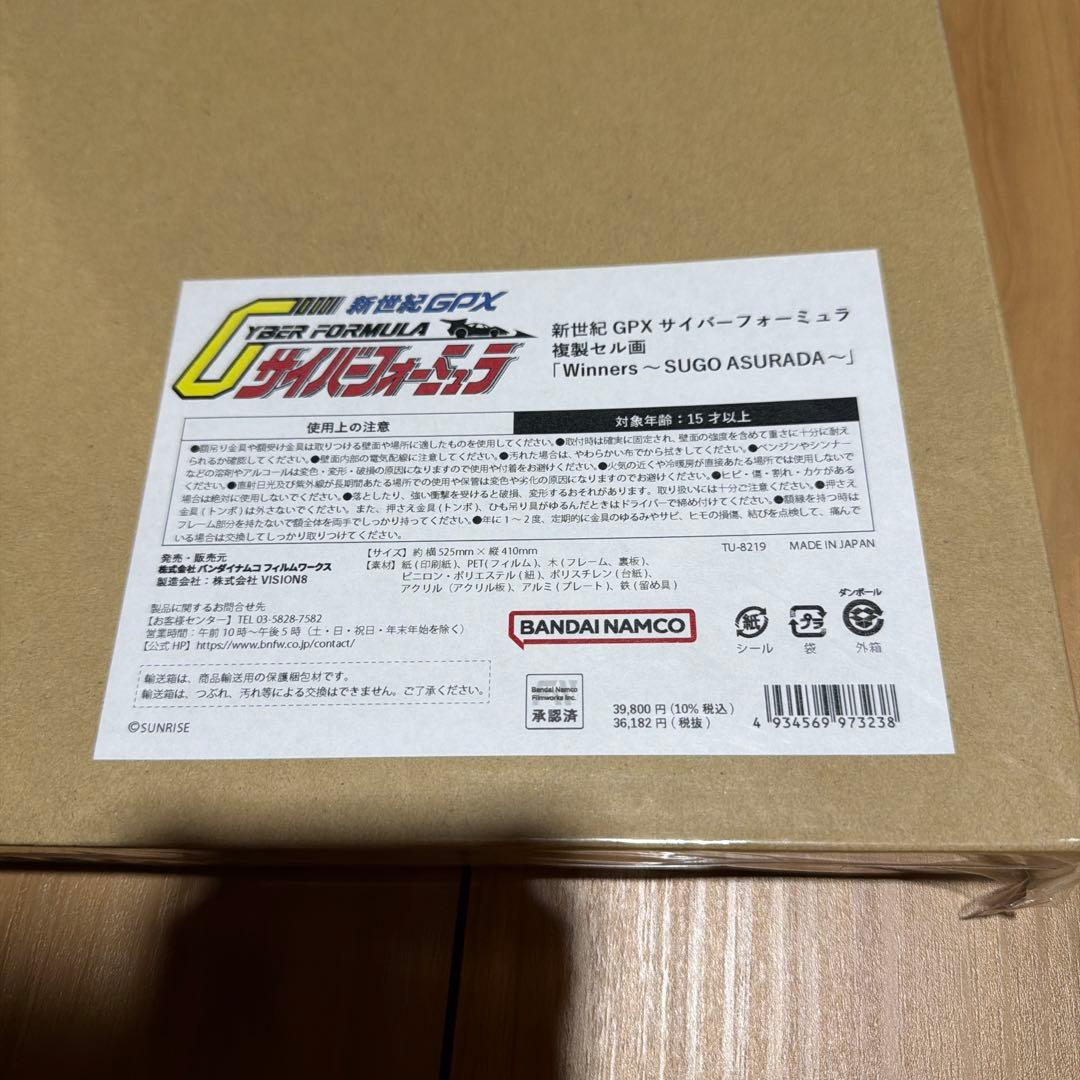 新世紀GPX
CYBER FORMULA
サイバーフォーミュラ
新世紀 GPX サイバーフォーミュラ
複製セル画
「Winners ～ SUGO ASURADA～」
使用上の注意
対象年齢：15 才以上
●額吊り金具や額受け金具は取りつける壁面や場所に適したものを使用してください。●取付時は確実に固定され、壁面の強度を含めて重さに十分に耐え
られるか確認してください。●壁面内部の電気配線に注意してください。●汚れた場合は、やわらかい布でから拭きしてください。●ベンジンやシンナー
などの溶剤やアルコールは変色・変形・破損の原因になりますので使用や付着をお避けください。●火気の近くや冷暖房が直接あたる場所では使用しない
でください。●直射日光及び紫外線が長期間あたる場所での使用や保管は変色や劣化の原因になりますのでお避けください。●ヒビ・傷・割れ・カケがある
場合は絶対に使用しないでください。●落としたり、強い衝撃を受けると破損、変形するおそれがあります。取り扱いには十分ご注意ください。●押さえ
金具(トンボ)は外さないでください。また、押さえ金具(トンボ)、ひも吊り具がゆるんだときはドライバーで締め付けてください。●額縁を持つ時は
フレーム部分を持たないで額全体を両手でしっかり持ってください。●年に1～2度、定期的に金具のゆるみやサビ、ヒモの損傷、結びを点検して、痛んで
いる場合は交換してしっかり取りつけてください。
発売・販売元
株式会社 バンダイナムコ フィルムワークス
製造会社：株式会社 VISION8
【サイズ】約 横 525mm × 縦 410mm
【素材】紙 ( 印刷紙 )、PET( フィルム )、木 ( フレーム、裏板 )、
ビニロン・ポリエステル ( 紐 )、ポリスチレン ( 台紙 )、
アクリル（アクリル板）、アルミ ( プレート )、鉄 ( 留め具 )
TU-8219
MADE IN JAPAN
製品に関するお問合せ先
【お客様センター】TEL 03-5828-7582
営業時間：午前 10 時～午後 5 時（土・日・祝日・年末年始を除く）
【公式 HP】https://www.bnfw.co.jp/contact/
BANDAI NAMCO
紙
シール
プラ
袋
ダンボール
外箱
輸送箱は、商品輸送用の保護梱包材です。
輸送箱は、つぶれ、汚れ等による交換はできません。ご了承ください。
©SUNRISE
Bandai Namco
Filmworks Inc.
承認済
39,800 円 (10% 税込 )
36,182 円 ( 税抜 )
4 934569 973238